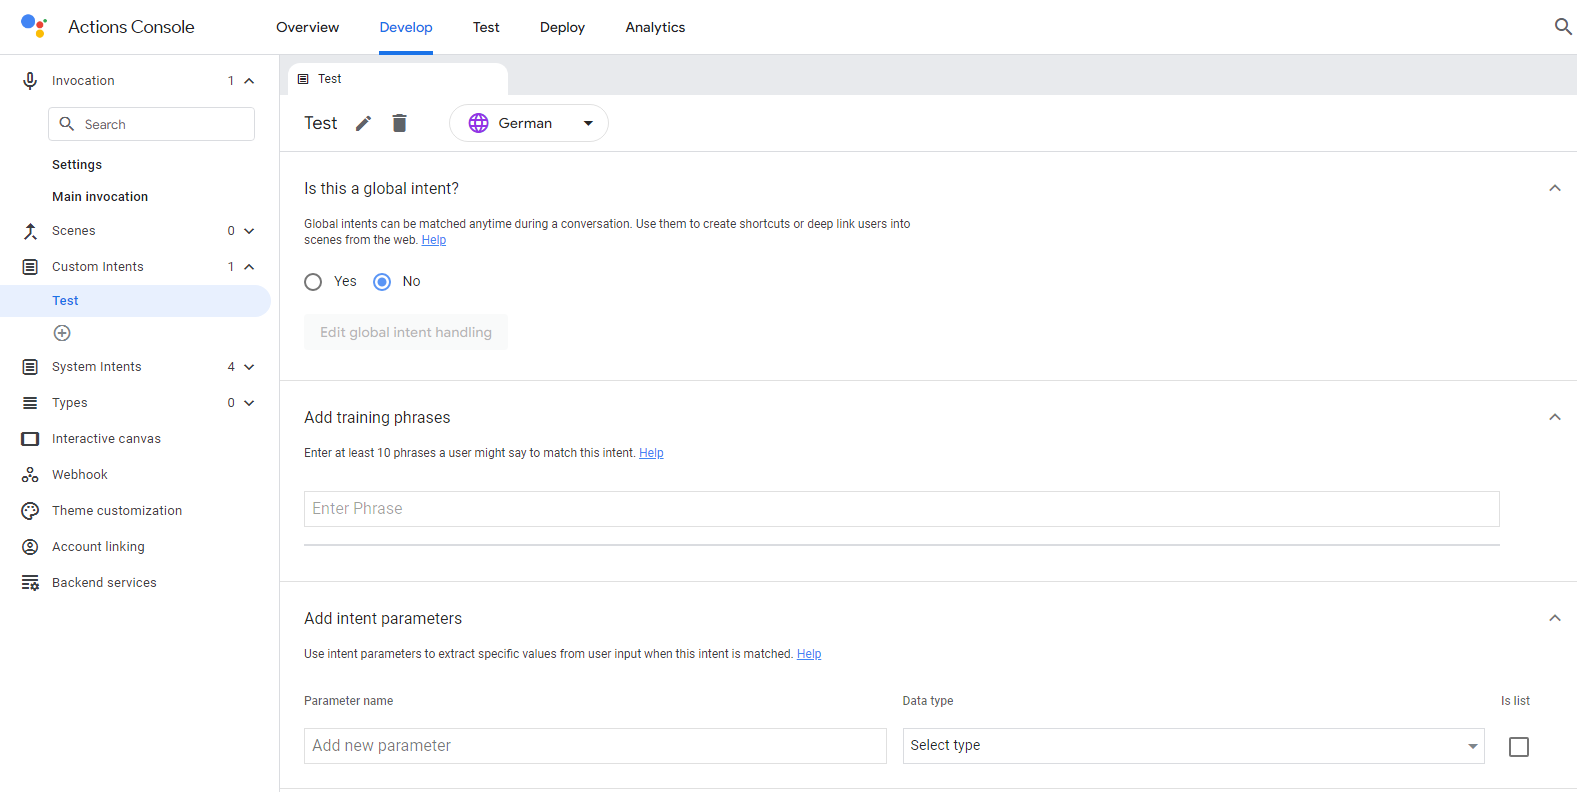 Actions Console
Overview
Develop
Test
Deploy
Analytics
Invocation 1
Search
Settings
Main invocation
Scenes 0
Custom Intents 1
Test
System Intents 4
Types 0
Interactive canvas
Webhook
Theme customization
Account linking
Backend services
Test
Test
German
Is this a global intent?
Global intents can be matched anytime during a conversation. Use them to create shortcuts or deep link users into
scenes from the web. Help
Yes No
Edit global intent handling
Add training phrases
Enter at least 10 phrases a user might say to match this intent. Help
Enter Phrase
Add intent parameters
Use intent parameters to extract specific values from user input when this intent is matched. Help
Parameter name Data type Is list
Add new parameter Select type